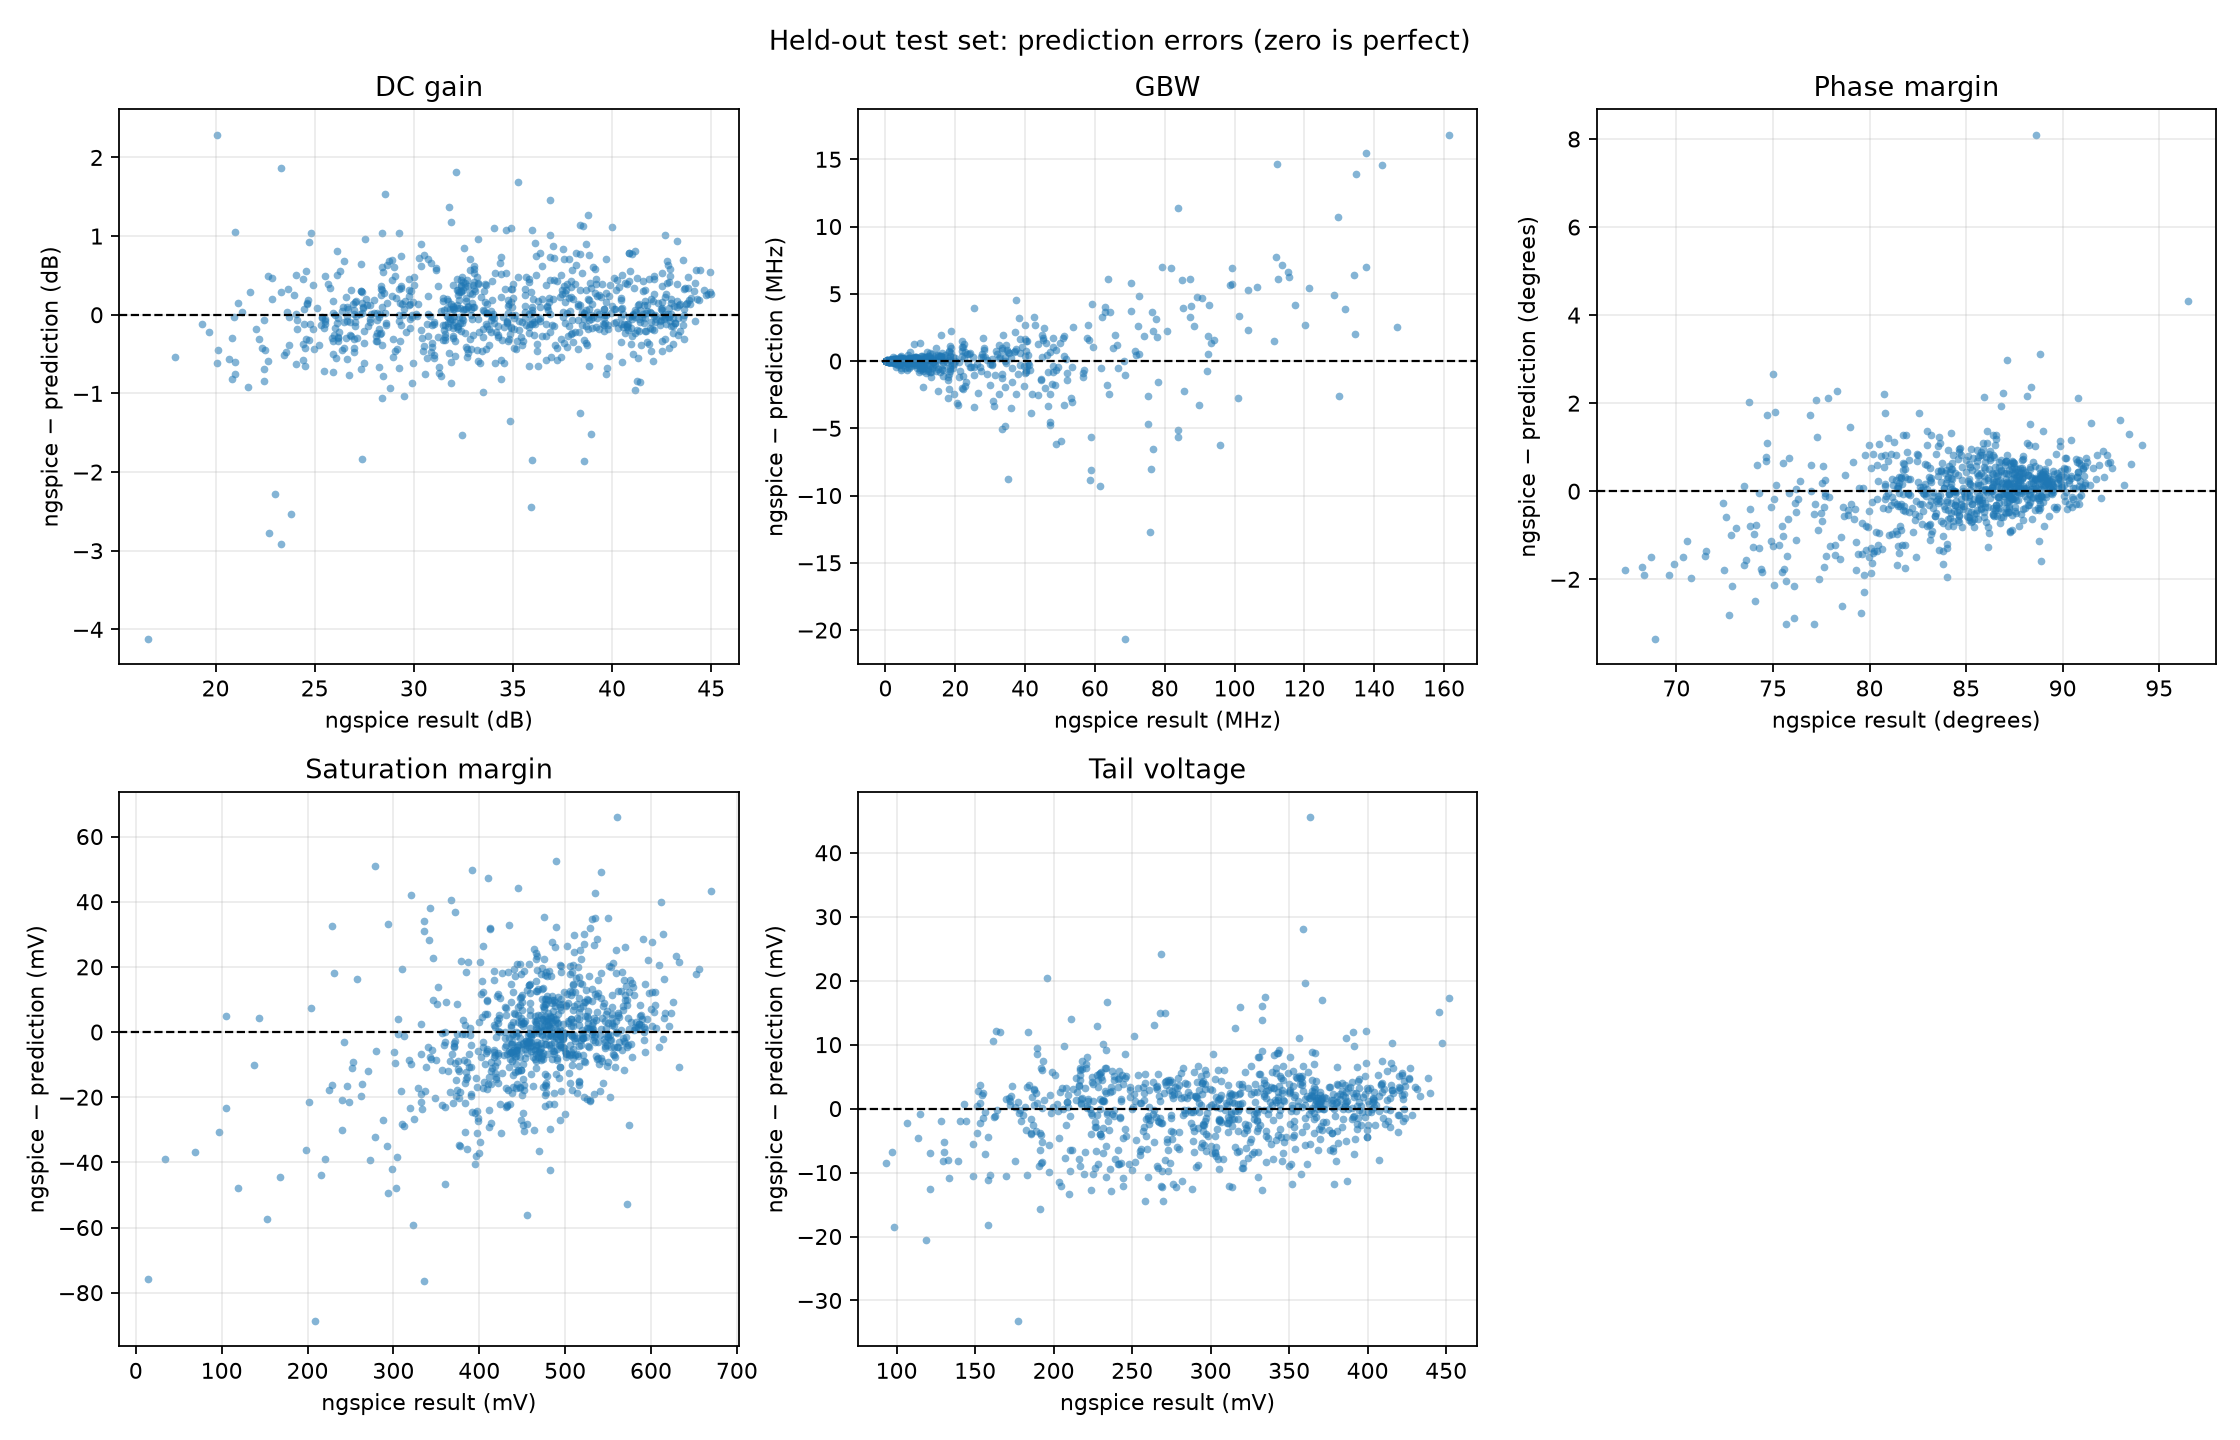 Held-out test set: prediction errors (zero is perfect)
DC gain
ngspice − prediction (dB)
2
1
0
−1
−2
−3
−4
20 25 30 35 40 45
ngspice result (dB)
GBW
ngspice − prediction (MHz)
15
10
5
0
−5
−10
−15
−20
0 20 40 60 80 100 120 140 160
ngspice result (MHz)
Phase margin
ngspice − prediction (degrees)
8
6
4
2
0
−2
70 75 80 85 90 95
ngspice result (degrees)
Saturation margin
ngspice − prediction (mV)
60
40
20
0
−20
−40
−60
−80
0 100 200 300 400 500 600 700
ngspice result (mV)
Tail voltage
ngspice − prediction (mV)
40
30
20
10
0
−10
−20
−30
100 150 200 250 300 350 400 450
ngspice result (mV)